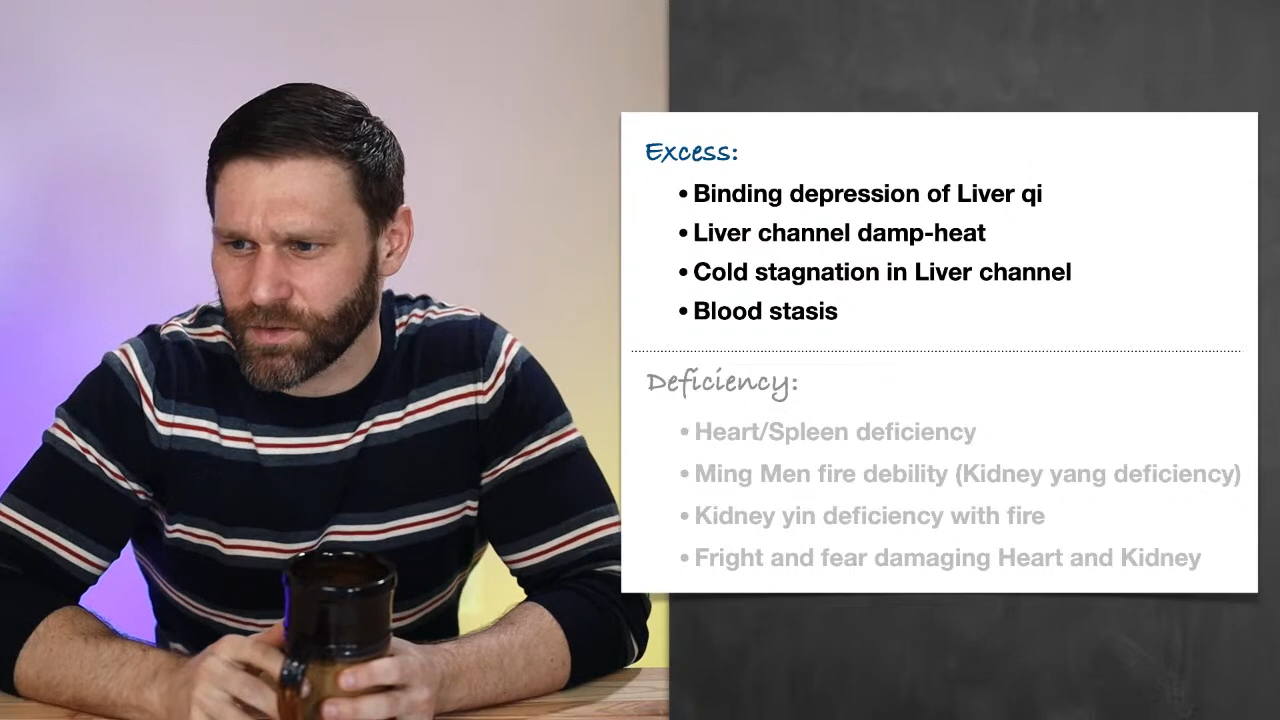 Excess:
• Binding depression of Liver qi
• Liver channel damp-heat
• Cold stagnation in Liver channel
• Blood stasis
Deficiency:
• Heart/Spleen deficiency
• Ming Men fire debility (Kidney yang deficiency)
• Kidney yin deficiency with fire
• Fright and fear damaging Heart and Kidney